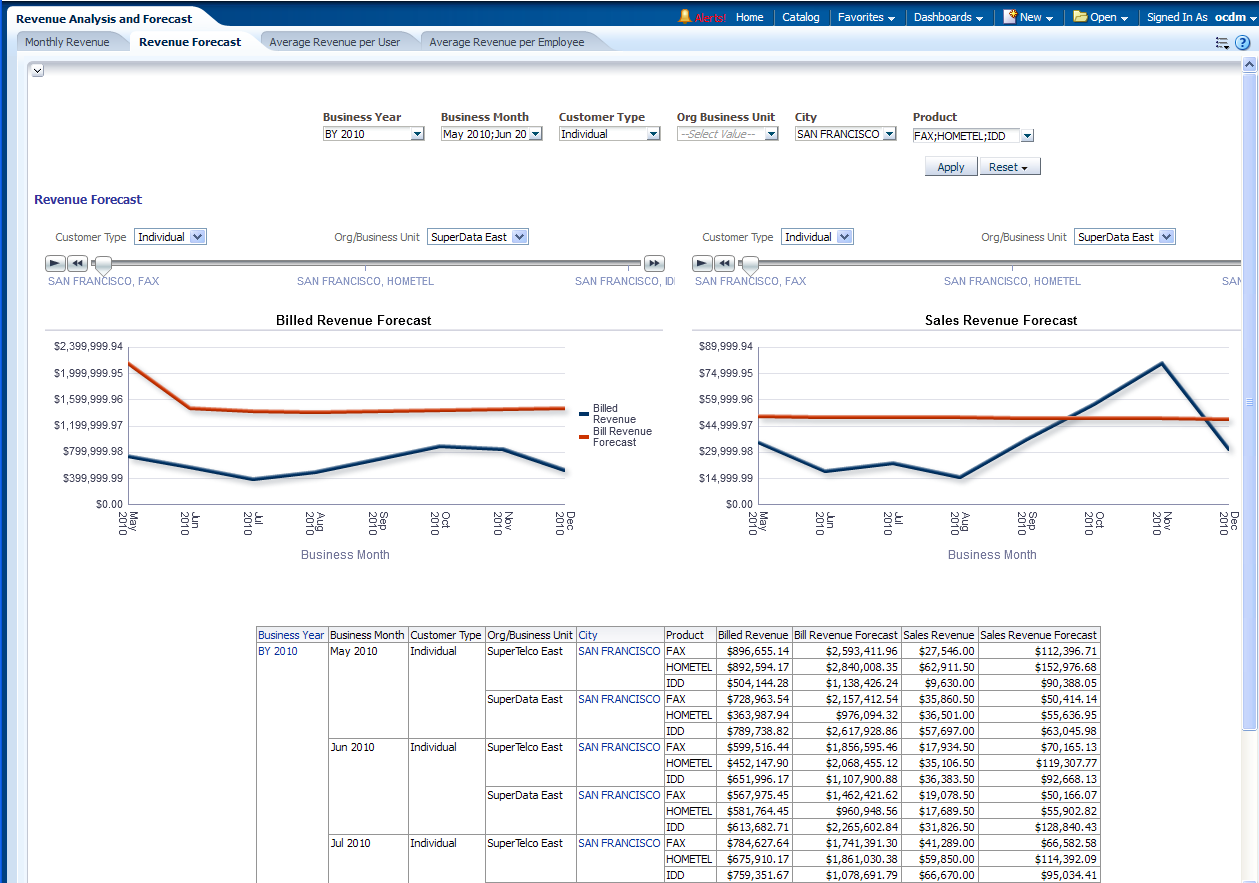 Revenue Analysis and Forecast
Alerts! Home Catalog Favorites Dashboards New Open Signed In As ocdm
Monthly Revenue Revenue Forecast Average Revenue per User Average Revenue per Employee
Business Year Business Month Customer Type Org Business Unit City Product
BY 2010 May 2010;Jun 20 Individual --Select Value-- SAN FRANCISCO FAX;HOMETEL;IDD
Apply Reset
Revenue Forecast
Customer Type Individual Org/Business Unit SuperData East Customer Type Individual Org/Business Unit SuperData East
SAN FRANCISCO, FAX SAN FRANCISCO, HOMETEL SAN FRANCISCO, ID SAN FRANCISCO, FAX SAN FRANCISCO, HOMETEL SAN
Billed Revenue Forecast
$2,399,999.94
$1,999,999.95
$1,599,999.96
$1,199,999.97
$799,999.98
$399,999.99
$0.00
May 2010 Jun 2010 Jul 2010 Aug 2010 Sep 2010 Oct 2010 Nov 2010 Dec 2010
Business Month
Billed
Revenue
Bill Revenue
Forecast
Sales Revenue Forecast
$89,999.94
$74,999.95
$59,999.96
$44,999.97
$29,999.98
$14,999.99
$0.00
May 2010 Jun 2010 Jul 2010 Aug 2010 Sep 2010 Oct 2010 Nov 2010 Dec 2010
Business Month
Business Year Business Month Customer Type Org/Business Unit City Product Billed Revenue Bill Revenue Forecast Sales Revenue Sales Revenue Forecast
BY 2010 May 2010 Individual SuperTelco East SAN FRANCISCO FAX $896,655.14 $2,593,411.96 $27,546.00 $112,396.71
HOMETEL $892,594.17 $2,840,008.35 $62,911.50 $152,976.68
IDD $504,144.28 $1,138,426.24 $9,630.00 $90,388.05
SuperData East SAN FRANCISCO FAX $728,963.54 $2,157,412.54 $35,860.50 $50,414.14
HOMETEL $363,987.94 $976,094.32 $36,501.00 $55,636.95
IDD $789,738.82 $2,617,928.86 $57,697.00 $63,045.98
Jun 2010 Individual SuperTelco East SAN FRANCISCO FAX $599,516.44 $1,856,595.46 $17,934.50 $70,165.13
HOMETEL $452,147.90 $2,068,455.12 $35,106.50 $119,307.77
IDD $651,996.17 $1,107,900.88 $36,383.50 $92,668.13
SuperData East SAN FRANCISCO FAX $567,975.45 $1,462,421.62 $19,078.50 $50,166.07
HOMETEL $581,764.45 $960,948.56 $17,689.50 $55,902.82
IDD $613,682.71 $2,265,602.84 $31,826.50 $128,840.43
Jul 2010 Individual SuperTelco East SAN FRANCISCO FAX $784,627.64 $1,741,391.30 $41,289.00 $66,582.58
HOMETEL $675,910.17 $1,861,030.38 $59,850.00 $114,392.09
IDD $759,351.67 $1,078,691.79 $66,670.00 $95,034.41